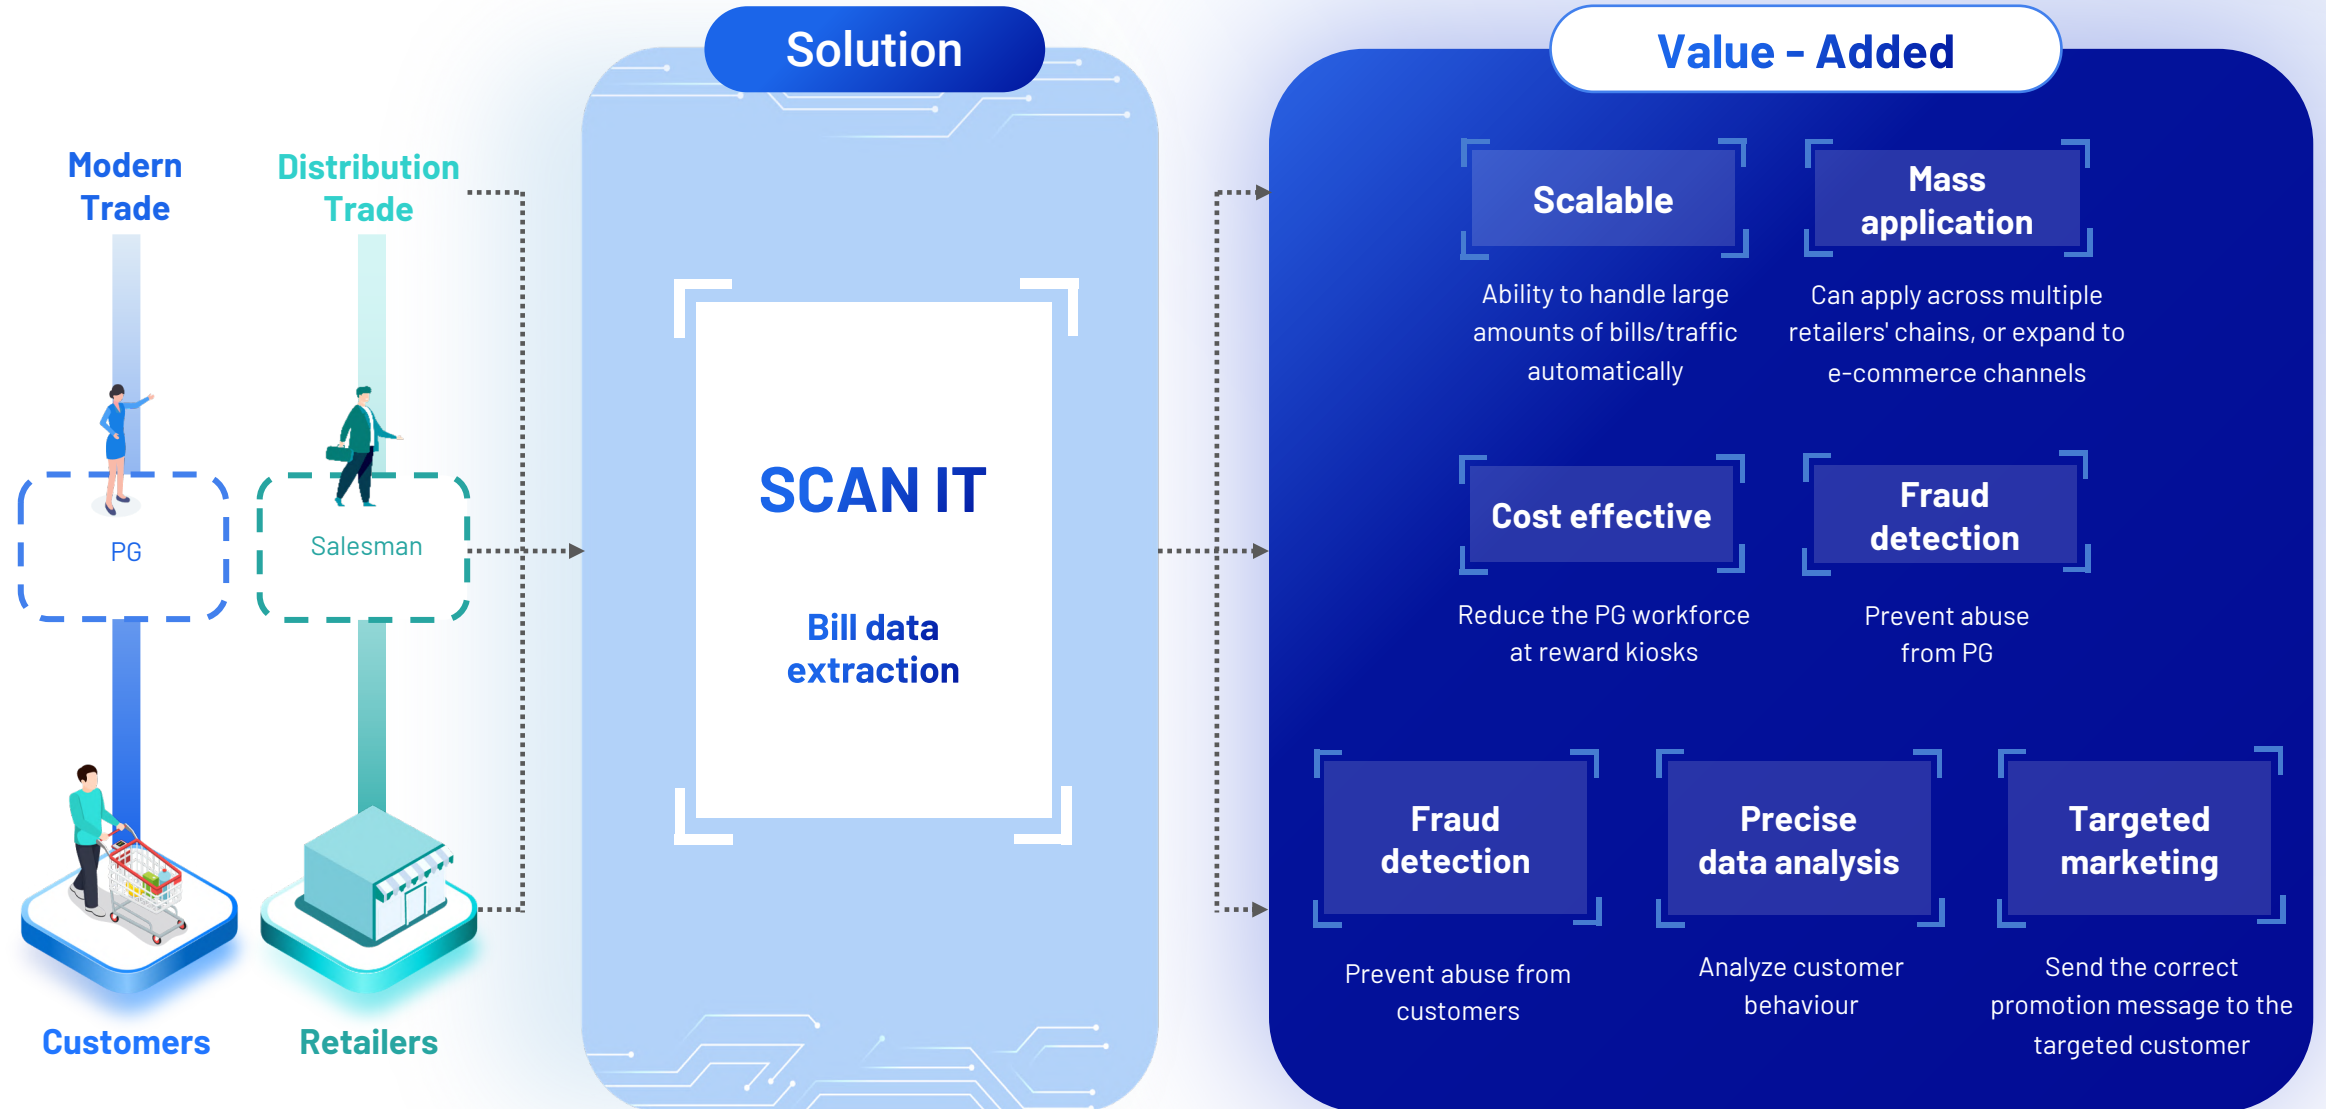 Modern
Trade
PG
Customers
Distribution
Trade
Salesman
Retailers
Solution
SCAN IT
Bill data
extraction
Value - Added
Scalable
Ability to handle large
amounts of bills/traffic
automatically
Mass
application
Can apply across multiple
retailers' chains, or expand to
e-commerce channels
Cost effective
Reduce the PG workforce
at reward kiosks
Fraud
detection
Prevent abuse
from PG
Fraud
detection
Prevent abuse from
customers
Precise
data analysis
Analyze customer
behaviour
Targeted
marketing
Send the correct
promotion message to the
targeted customer